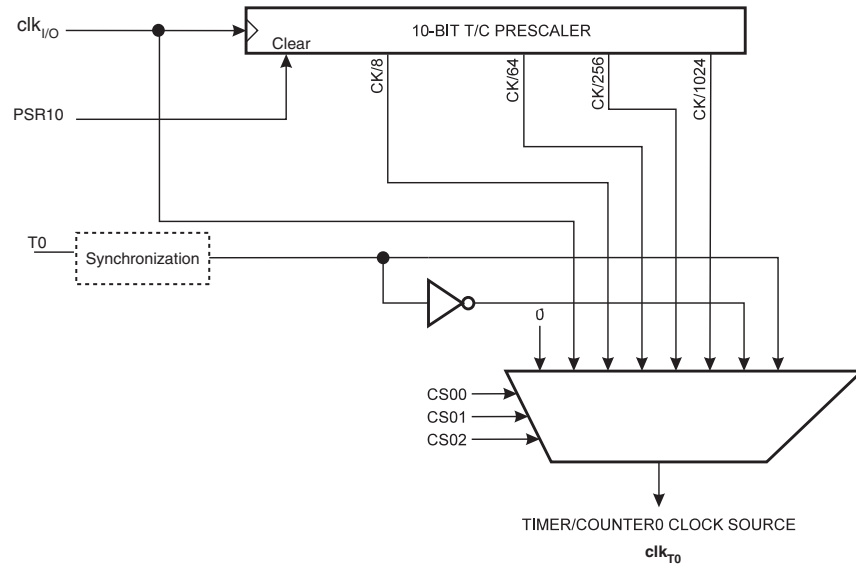 clkI/O
10-BIT T/C PRESCALER
Clear
CK/8
CK/64
CK/256
CK/1024
PSR10
T0
Synchronization
0
CS00
CS01
CS02
TIMER/COUNTER0 CLOCK SOURCE
clkT0